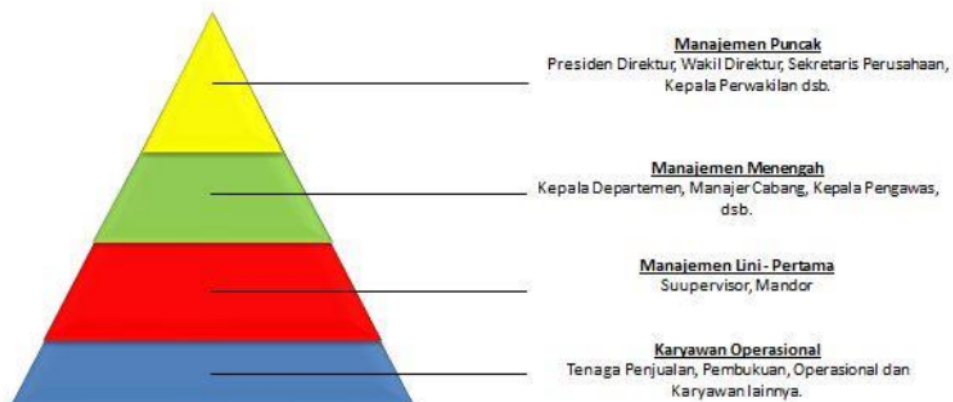 Manajemen Puncak
Presiden Direktur, Wakil Direktur, Sekretaris Perusahaan,
Kepala Perwakilan dsb.
Manajemen Menengah
Kepala Departemen, Manajer Cabang, Kepala Pengawas,
dsb.
Manajemen Lini - Pertama
Suupervisor, Mandor
Karyawan Operasional
Tenaga Penjualan, Pembukuan, Operasional dan
Karyawan lainnya.